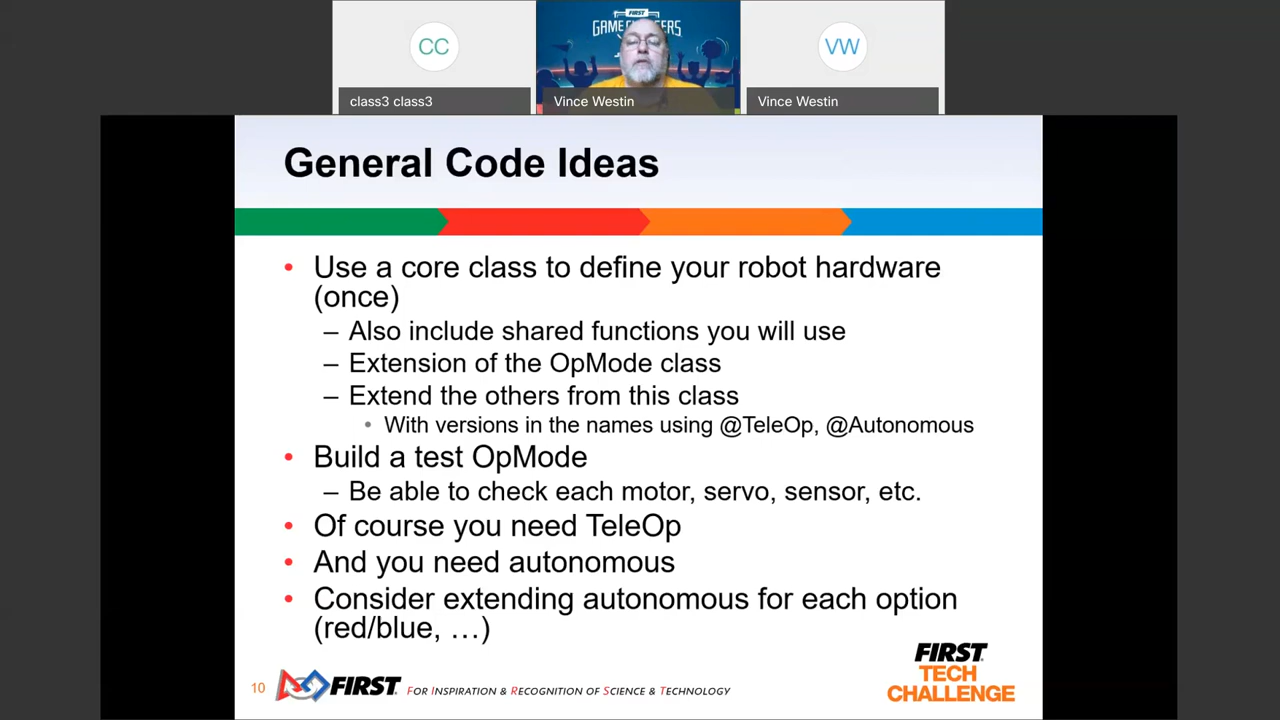 CC
FIRST
GAME CHANGERS
VW
class3 class3
Vince Westin
Vince Westin
General Code Ideas
• Use a core class to define your robot hardware
(once)
– Also include shared functions you will use
– Extension of the OpMode class
– Extend the others from this class
• With versions in the names using @TeleOp, @Autonomous
• Build a test OpMode
– Be able to check each motor, servo, sensor, etc.
• Of course you need TeleOp
• And you need autonomous
• Consider extending autonomous for each option
(red/blue, …)
10
FIRST
FOR INSPIRATION & RECOGNITION OF SCIENCE & TECHNOLOGY
FIRST
TECH
CHALLENGE